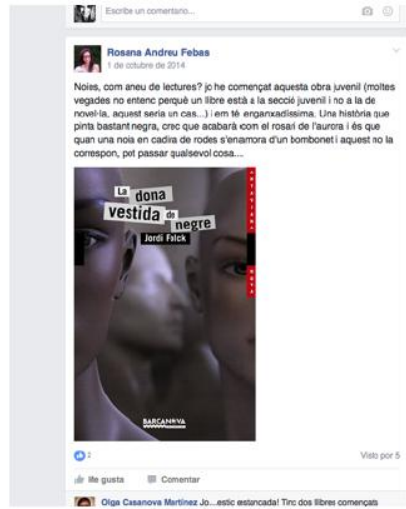 Escribe un comentario...
Rosana Andreu Febas
1 de octubre de 2014
Noies, com aneu de lectures? jo he començat aquesta obra juvenil (moltes
vegades no entenc perquè un llibre està a la secció juvenil i no a la de
novel·la, aquest seria un cas...) i em té enganxadíssima. Una història que
pinta bastant negra, crec que acabarà com el rosari de l'aurora i és que
quan una noia en cadira de rodes s'enamora d'un bombonet i aquest no la
correspon, pot passar qualsevol cosa...
La dona
vestida de
negre
Jordi Folck
ANTAVIANA
NOVA
BARCANOVA
2
Visto por 5
Me gusta
Comentar
Olga Casanova Martínez Jo...estic estancada! Tinc dos llibres començats